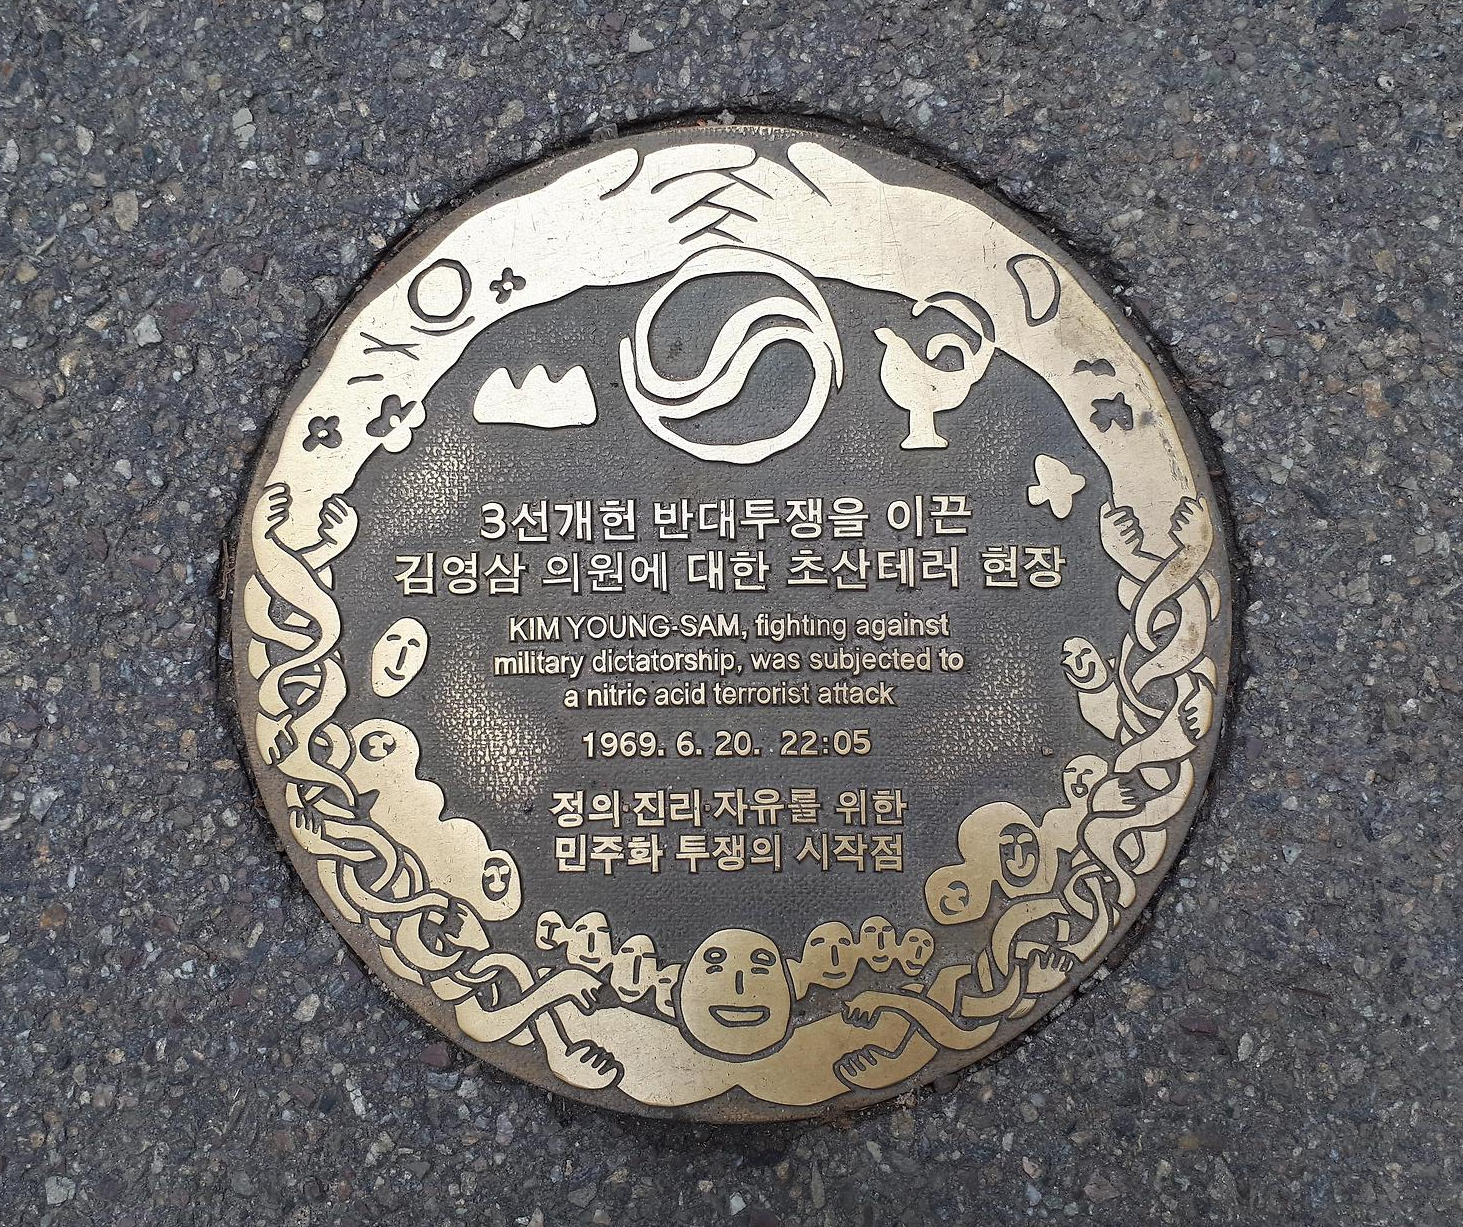 3선개헌 반대투쟁을 이끈
김영삼 의원에 대한 초산테러 현장
KIM YOUNG-SAM, fighting against
military dictatorship, was subjected to
a nitric acid terrorist attack
1969. 6. 20. 22:05
정의·진리·자유를 위한
민주화 투쟁의 시작점